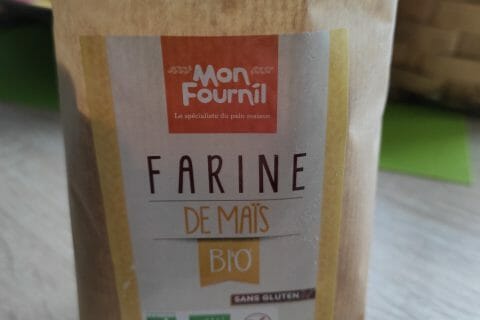 Mon
Fournil
Le spécialiste du pain maison
FARINE
DE MAÏS
BIO
SANS GLUTEN